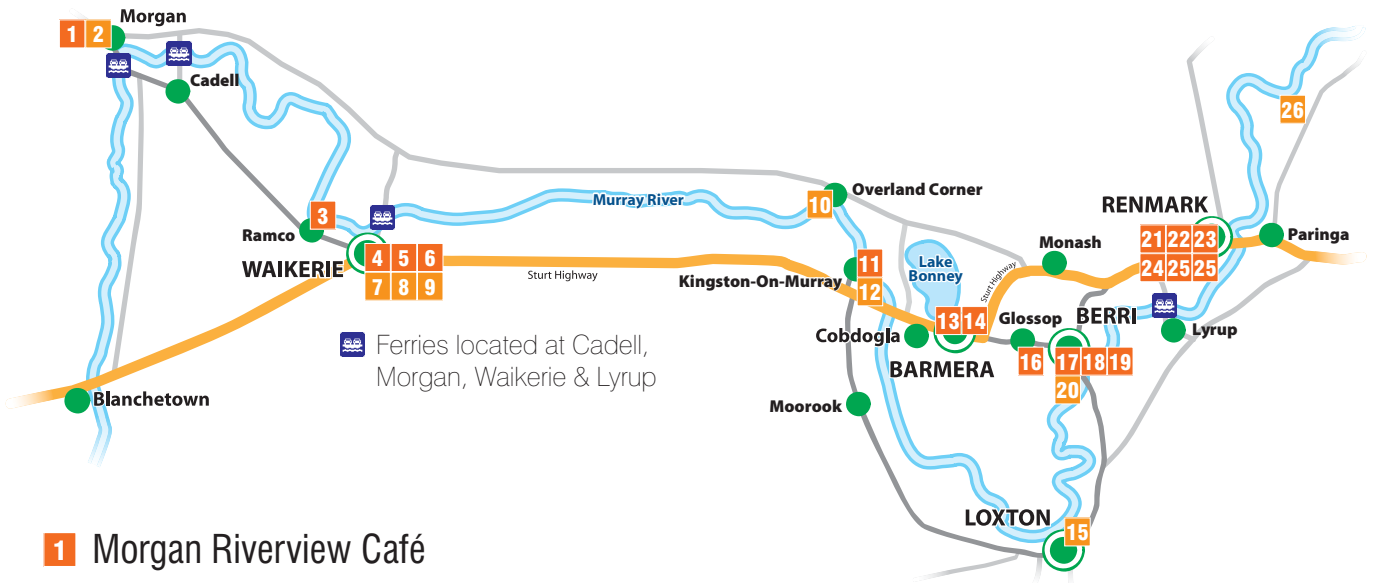 Morgan
1 2
Cadell
3
Ramco
WAIKERIE
4 5 6
7 8 9
Sturt Highway
Murray River
Blanchetown
Ferries located at Cadell,
Morgan, Waikerie & Lyrup
10
Overland Corner
11
12
Kingston-On-Murray
Lake
Bonney
Cobdogla
13 14
BARMERA
Moorook
Sturt Highway
Monash
Glossop
16
BERRI
17 18 19
20
LOXTON
15
RENMARK
21 22 23
24 25 25
Paringa
Lyrup
26
1 Morgan Riverview Café